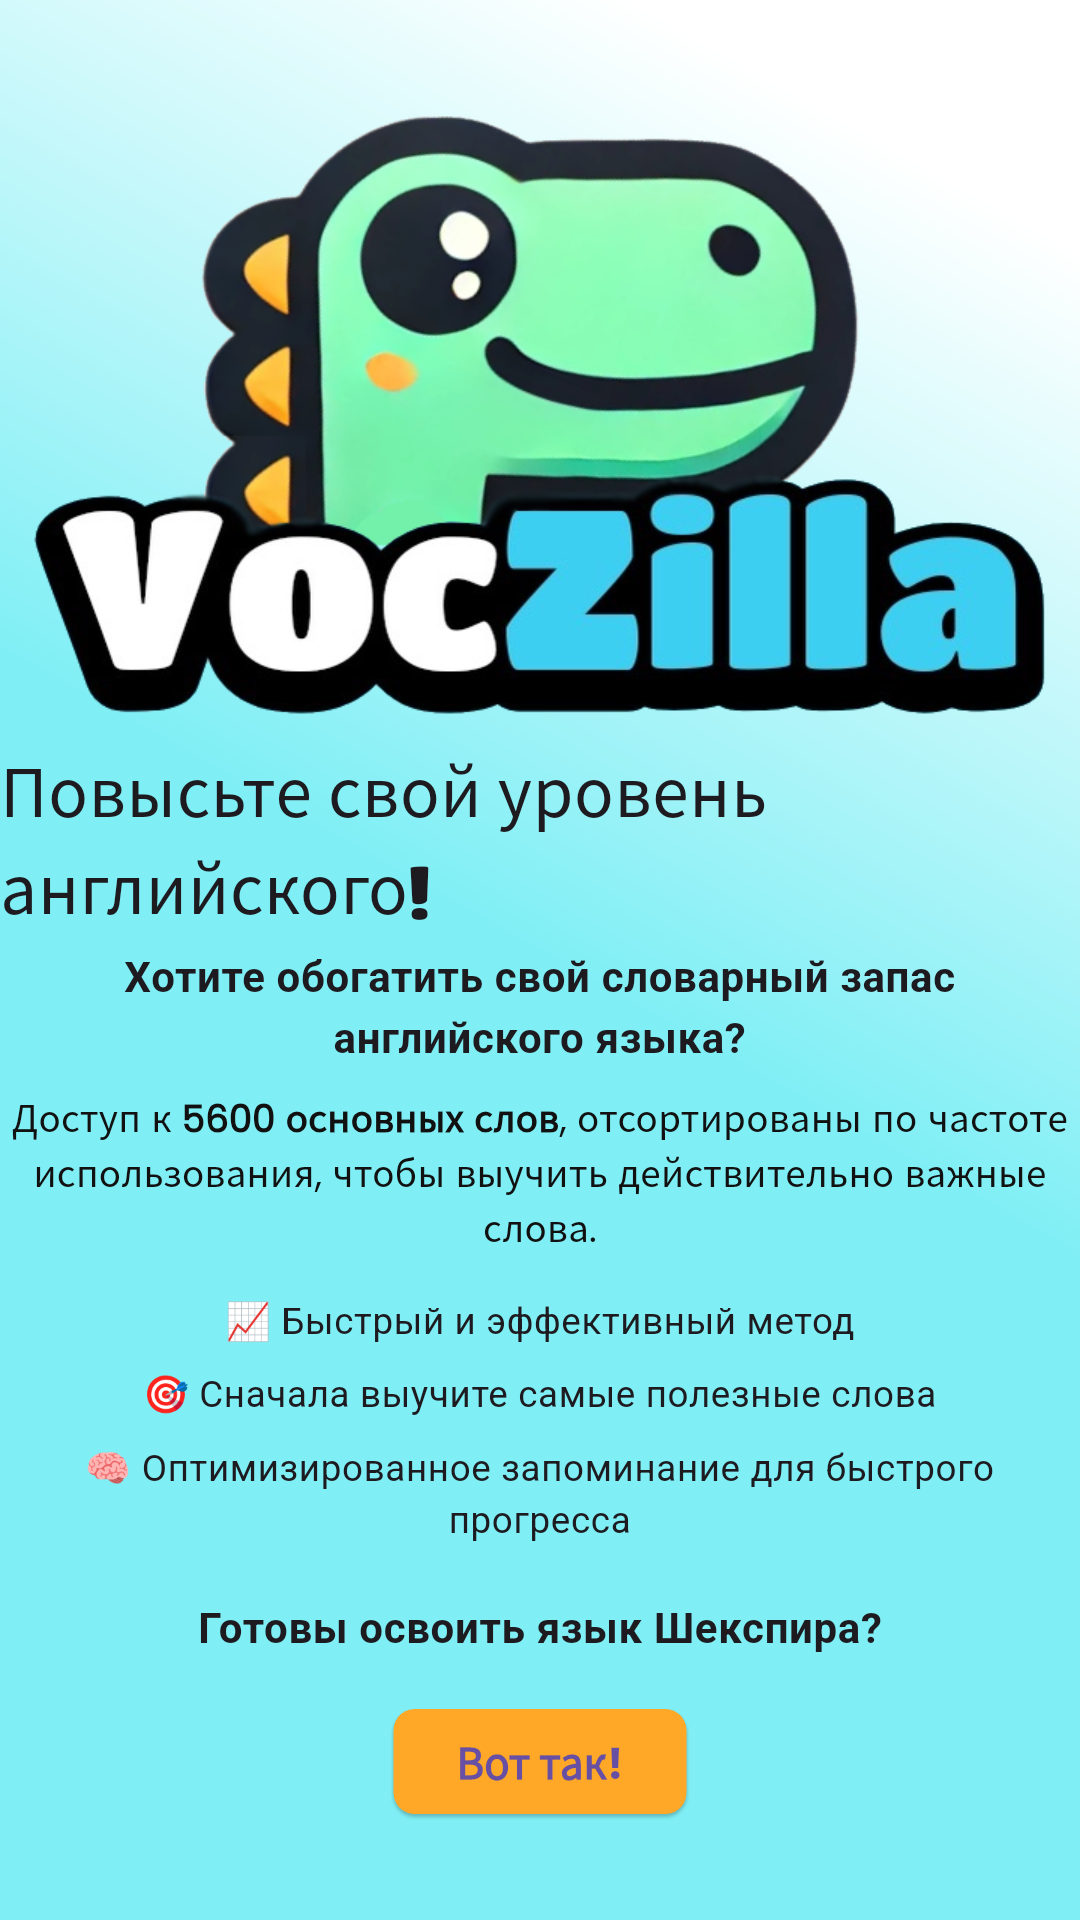 VocZilla
Повысьте свой уровень
английского!
Хотите обогатить свой словарный запас
английского языка?
Доступ к 5600 основных слов, отсортированы по частоте
использования, чтобы выучить действительно важные
слова.
📈 Быстрый и эффективный метод
🎯 Сначала выучите самые полезные слова
🧠 Оптимизированное запоминание для быстрого
прогресса
Готовы освоить язык Шекспира?
Вот так!